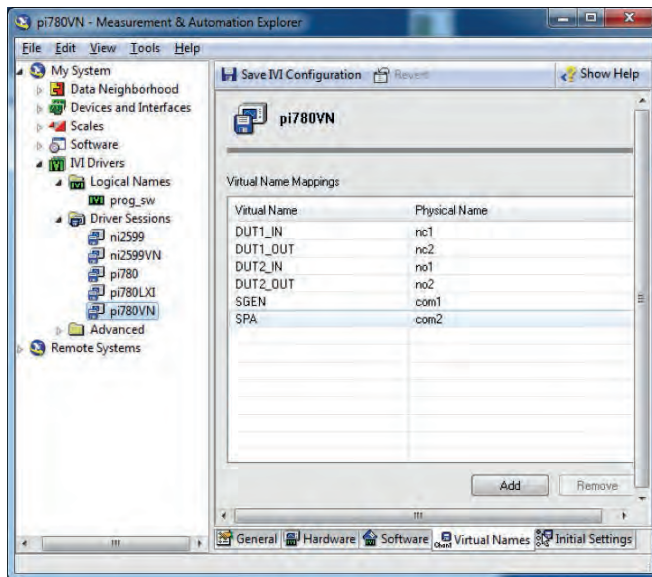 pi780VN - Measurement & Automation Explorer
File Edit View Tools Help
My System
Data Neighborhood
Devices and Interfaces
Scales
Software
IVI Drivers
Logical Names
IVI prog_sw
Driver Sessions
ni2599
ni2599VN
pi780
pi780LXI
pi780VN
Advanced
Remote Systems
Save IVI Configuration Revert Show Help
pi780VN
Virtual Name Mappings
Virtual Name Physical Name
DUT1_IN nc1
DUT1_OUT nc2
DUT2_IN no1
DUT2_OUT no2
SGEN com1
SPA com2
Add Remove
General Hardware Software Virtual Names Initial Settings